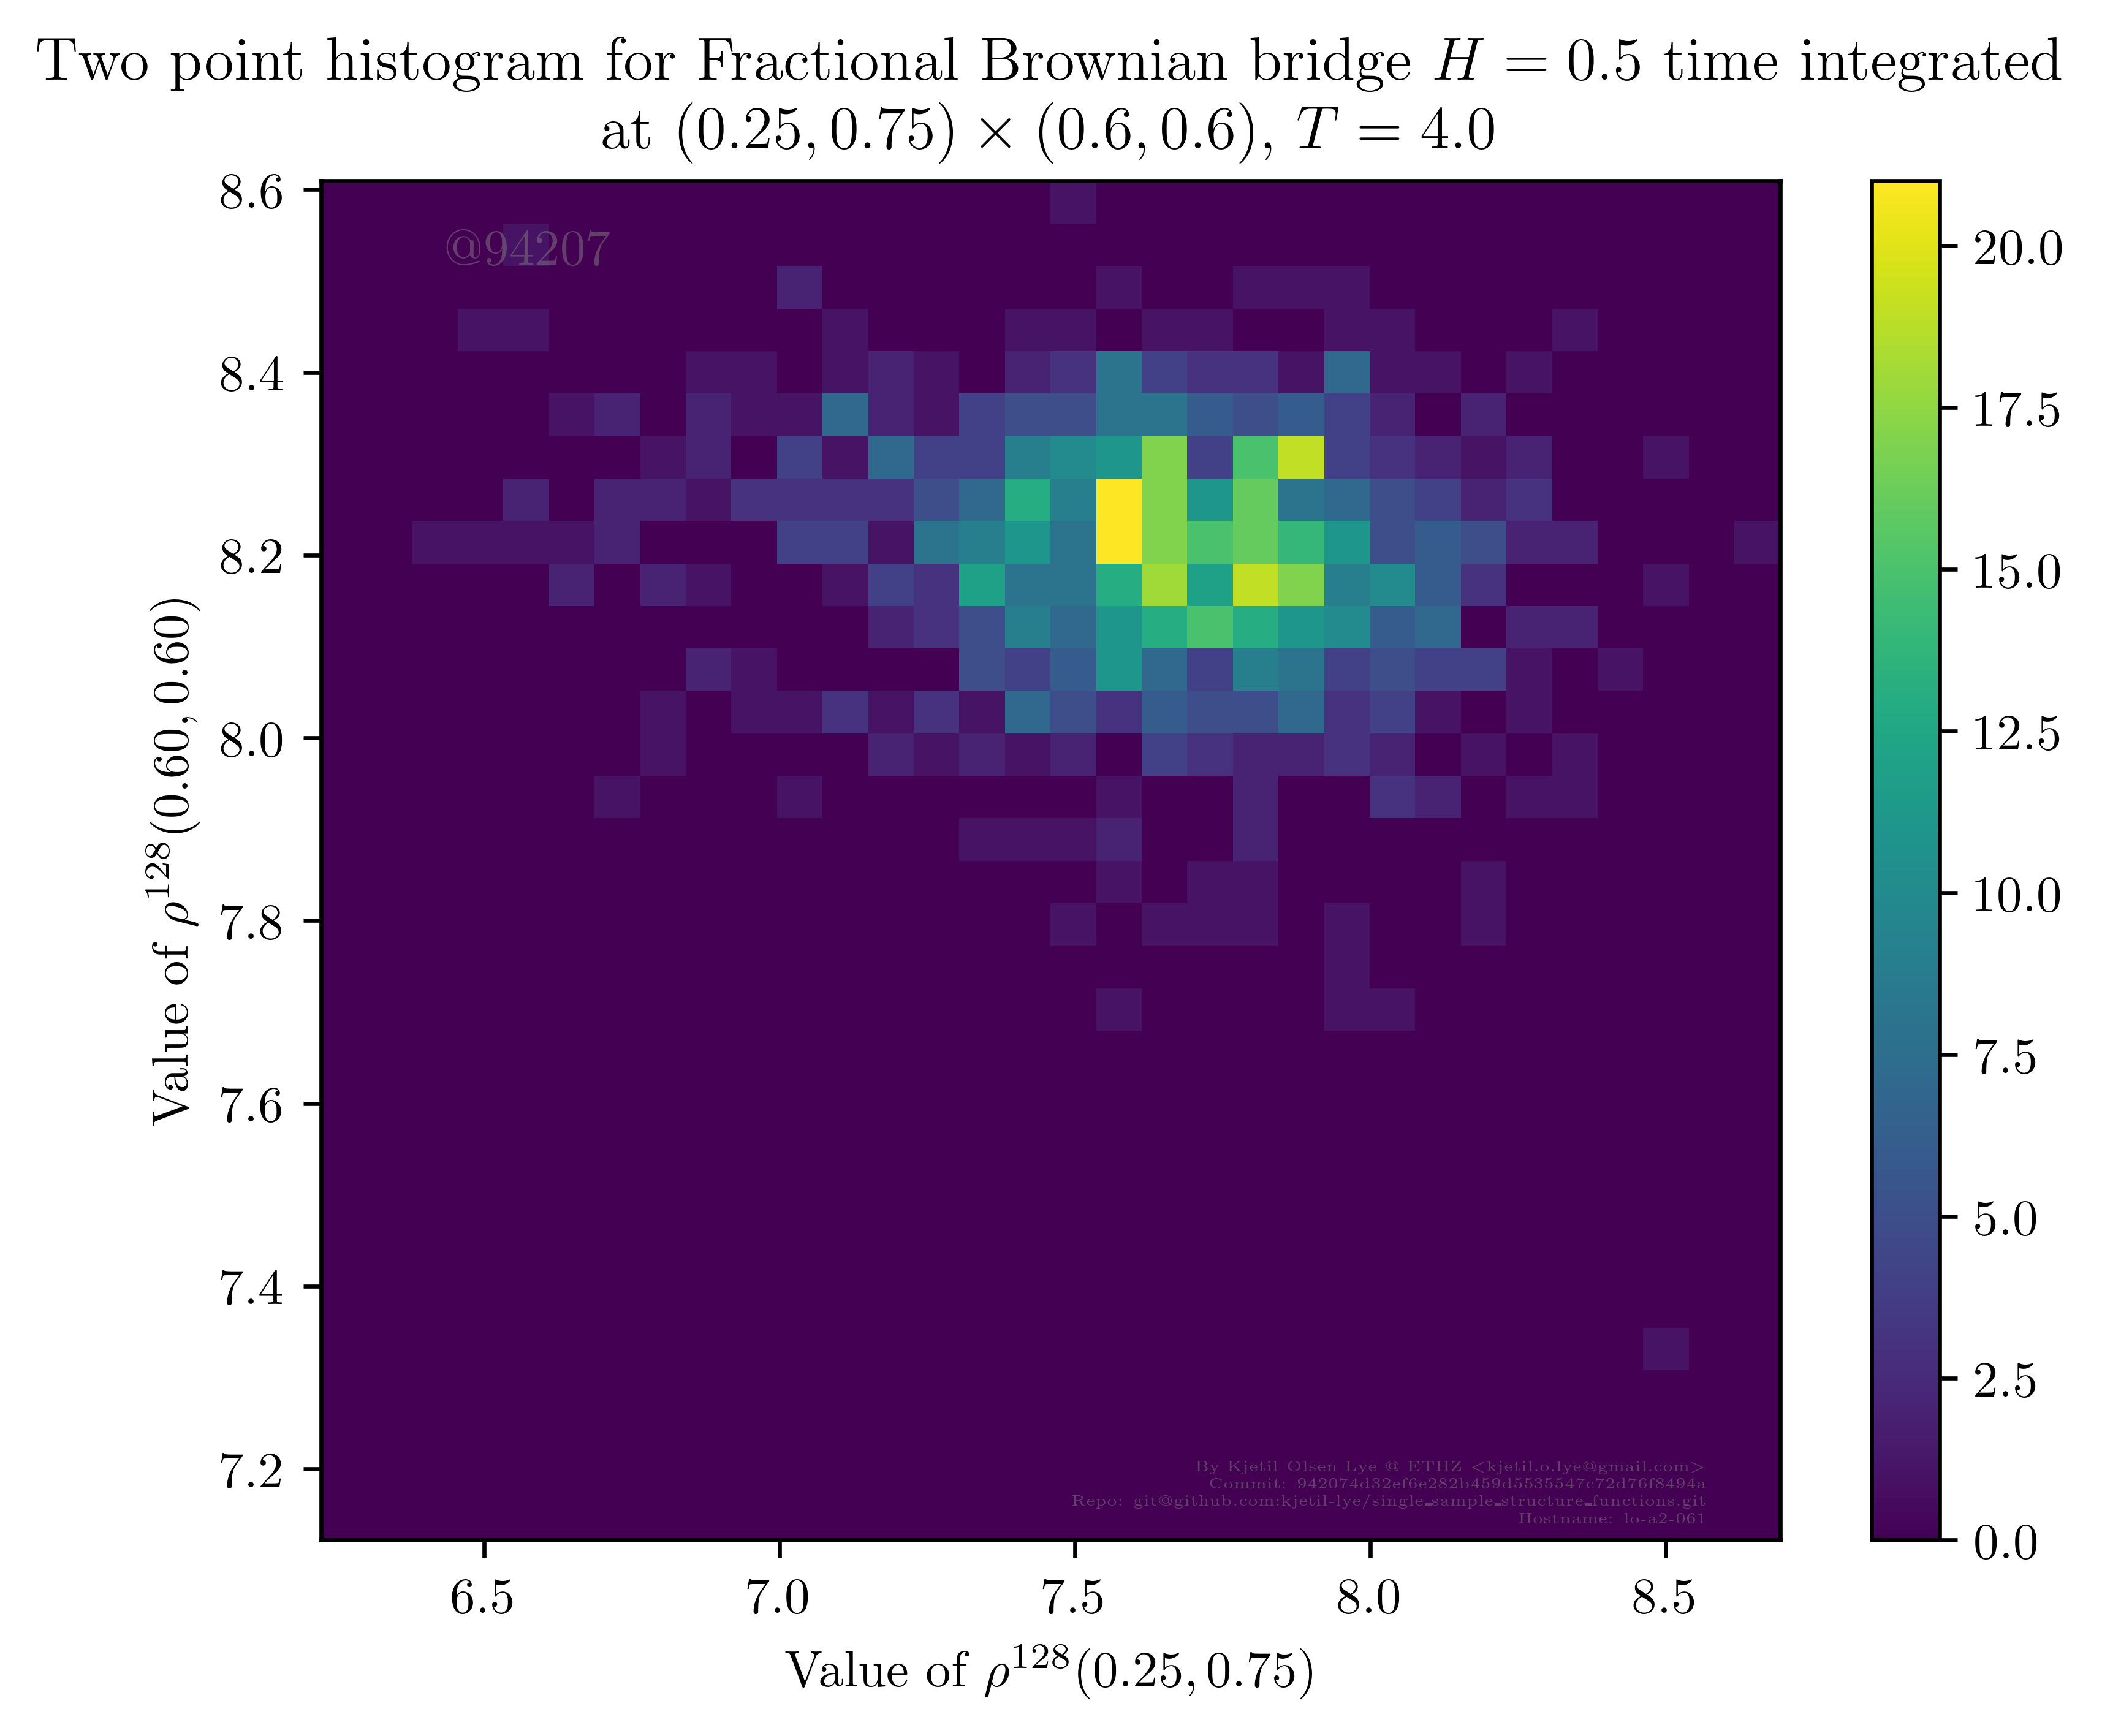 Two point histogram for Fractional Brownian bridge H = 0.5 time integrated
at (0.25, 0.75) × (0.6, 0.6), T = 4.0
@94207
8.6
8.4
8.2
8.0
7.8
7.6
7.4
7.2
Value of ρ^128(0.60, 0.60)
6.5 7.0 7.5 8.0 8.5
Value of ρ^128(0.25, 0.75)
20.0
17.5
15.0
12.5
10.0
7.5
5.0
2.5
0.0
By Kjetil Olsen Lye @ ETHZ <kjetil.o.lye@gmail.com>
Commit: 942074d32ef6e282b459d5535547c72d76f8494a
Repo: git@github.com:kjetil-lye/single_sample_structure_functions.git
Hostname: lo-a2-061